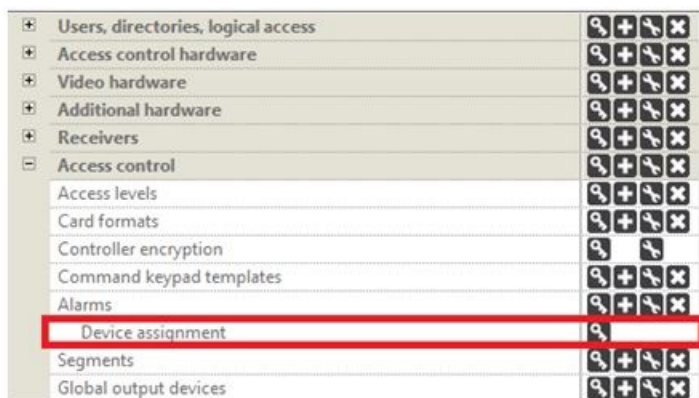 Users, directories, logical access
Access control hardware
Video hardware
Additional hardware
Receivers
Access control
Access levels
Card formats
Controller encryption
Command keypad templates
Alarms
Device assignment
Segments
Global output devices